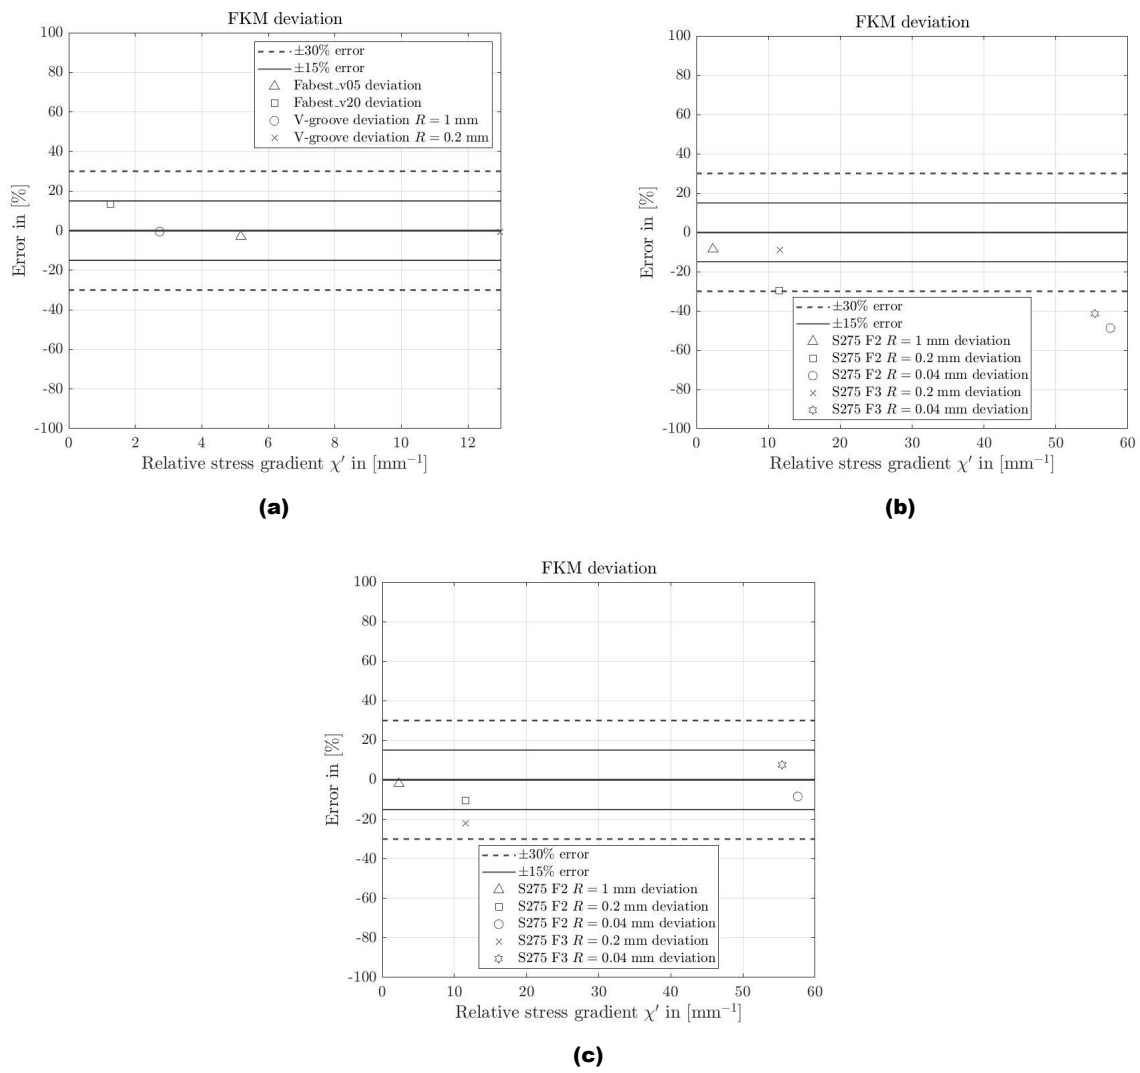 FKM deviation
100
80
60
40
20
0
-20
-40
-60
-80
-100
Error in [%]
±30% error
±15% error
Fabest_v05 deviation
Fabest_v20 deviation
V-groove deviation R = 1 mm
V-groove deviation R = 0.2 mm
0 2 4 6 8 10 12
Relative stress gradient χ′ in [mm⁻¹]
(a)
FKM deviation
100
80
60
40
20
0
-20
-40
-60
-80
-100
Error in [%]
±30% error
±15% error
S275 F2 R = 1 mm deviation
S275 F2 R = 0.2 mm deviation
S275 F2 R = 0.04 mm deviation
S275 F3 R = 0.2 mm deviation
S275 F3 R = 0.04 mm deviation
0 10 20 30 40 50 60
Relative stress gradient χ′ in [mm⁻¹]
(b)
FKM deviation
100
80
60
40
20
0
-20
-40
-60
-80
-100
Error in [%]
±30% error
±15% error
S275 F2 R = 1 mm deviation
S275 F2 R = 0.2 mm deviation
S275 F2 R = 0.04 mm deviation
S275 F3 R = 0.2 mm deviation
S275 F3 R = 0.04 mm deviation
0 10 20 30 40 50 60
Relative stress gradient χ′ in [mm⁻¹]
(c)